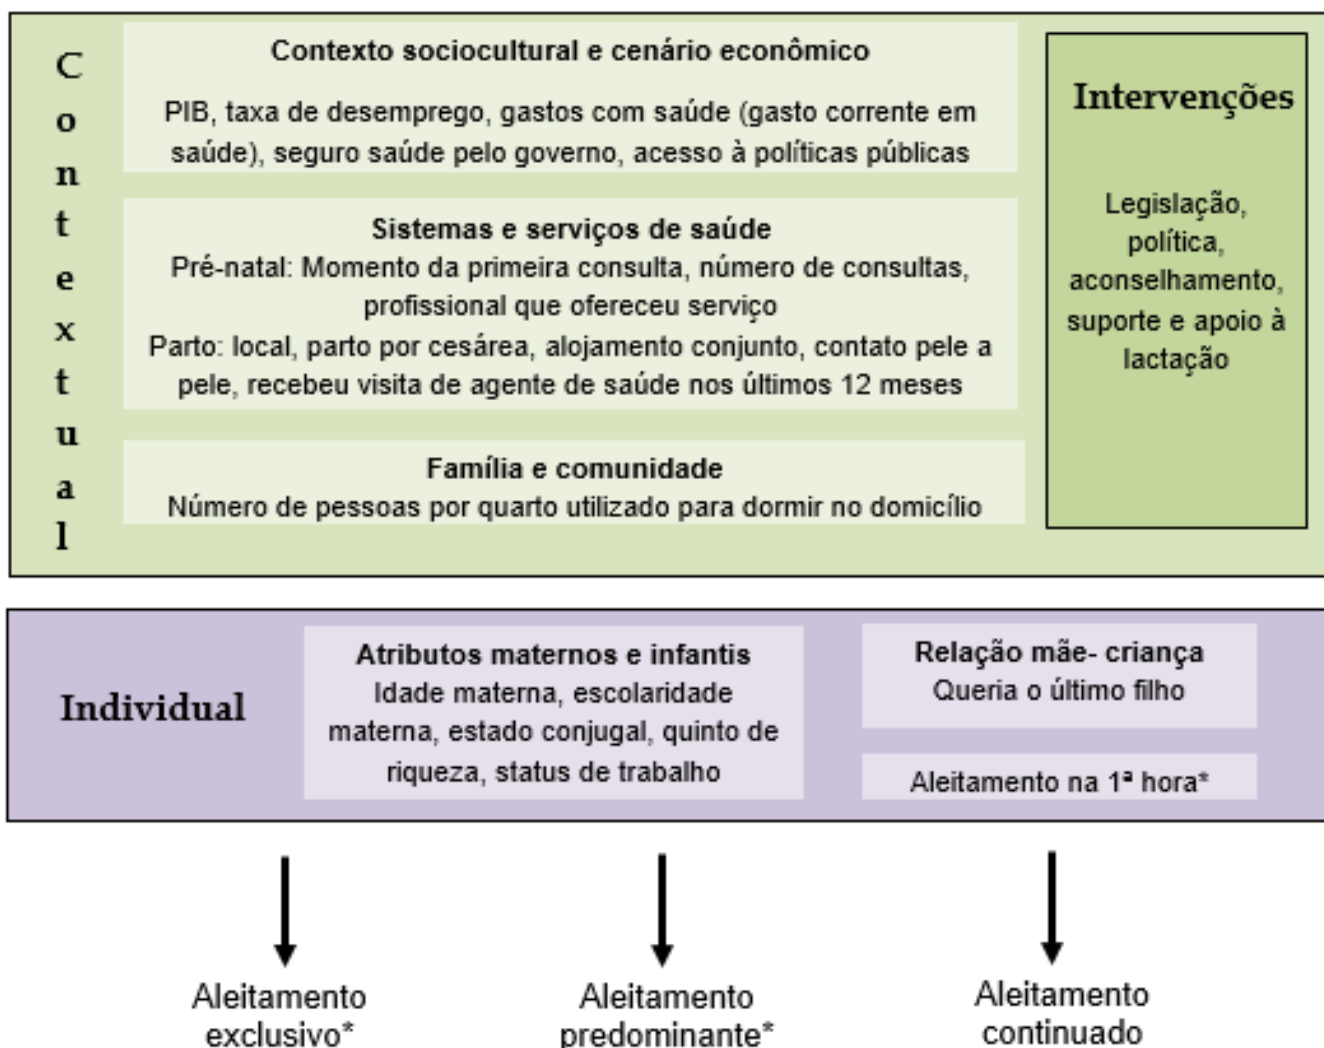 Contextual
Contexto sociocultural e cenário econômico
PIB, taxa de desemprego, gastos com saúde (gasto corrente em
saúde), seguro saúde pelo governo, acesso à políticas públicas
Sistemas e serviços de saúde
Pré-natal: Momento da primeira consulta, número de consultas,
profissional que ofereceu serviço
Parto: local, parto por cesárea, alojamento conjunto, contato pele a
pele, recebeu visita de agente de saúde nos últimos 12 meses
Família e comunidade
Número de pessoas por quarto utilizado para dormir no domicílio
Intervenções
Legislação,
política,
aconselhamento,
suporte e apoio à
lactação
Individual
Atributos maternos e infantis
Idade materna, escolaridade
materna, estado conjugal, quinto de
riqueza, status de trabalho
Relação mãe- criança
Queria o último filho
Aleitamento na 1ª hora*
Aleitamento
exclusivo*
Aleitamento
predominante*
Aleitamento
continuado